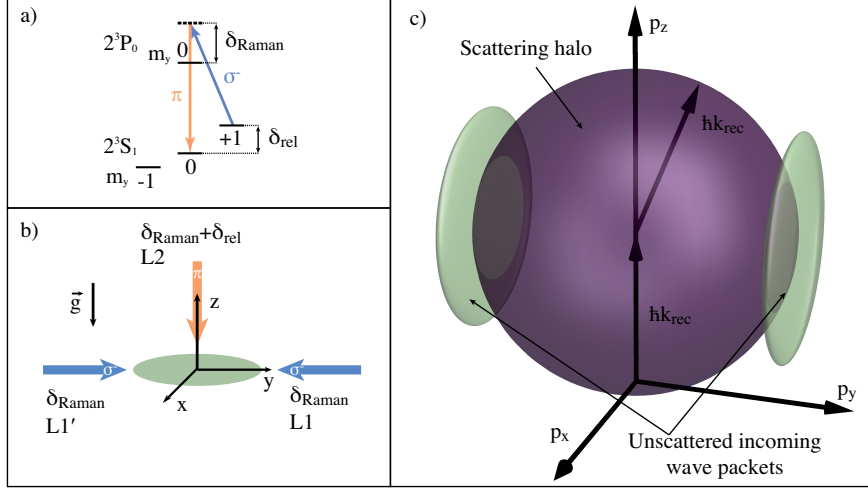 a)
2³P₀
m_y 0
δ_Raman
σ⁻
π
+1
δ_rel
2³S₁
m_y -1
0
b)
δ_Raman+δ_rel
L2
π
g⃗
z
σ⁻
σ⁻
y
x
δ_Raman
L1′
δ_Raman
L1
c)
p_z
Scattering halo
ħk_rec
ħk_rec
p_y
p_x
Unscattered incoming
wave packets